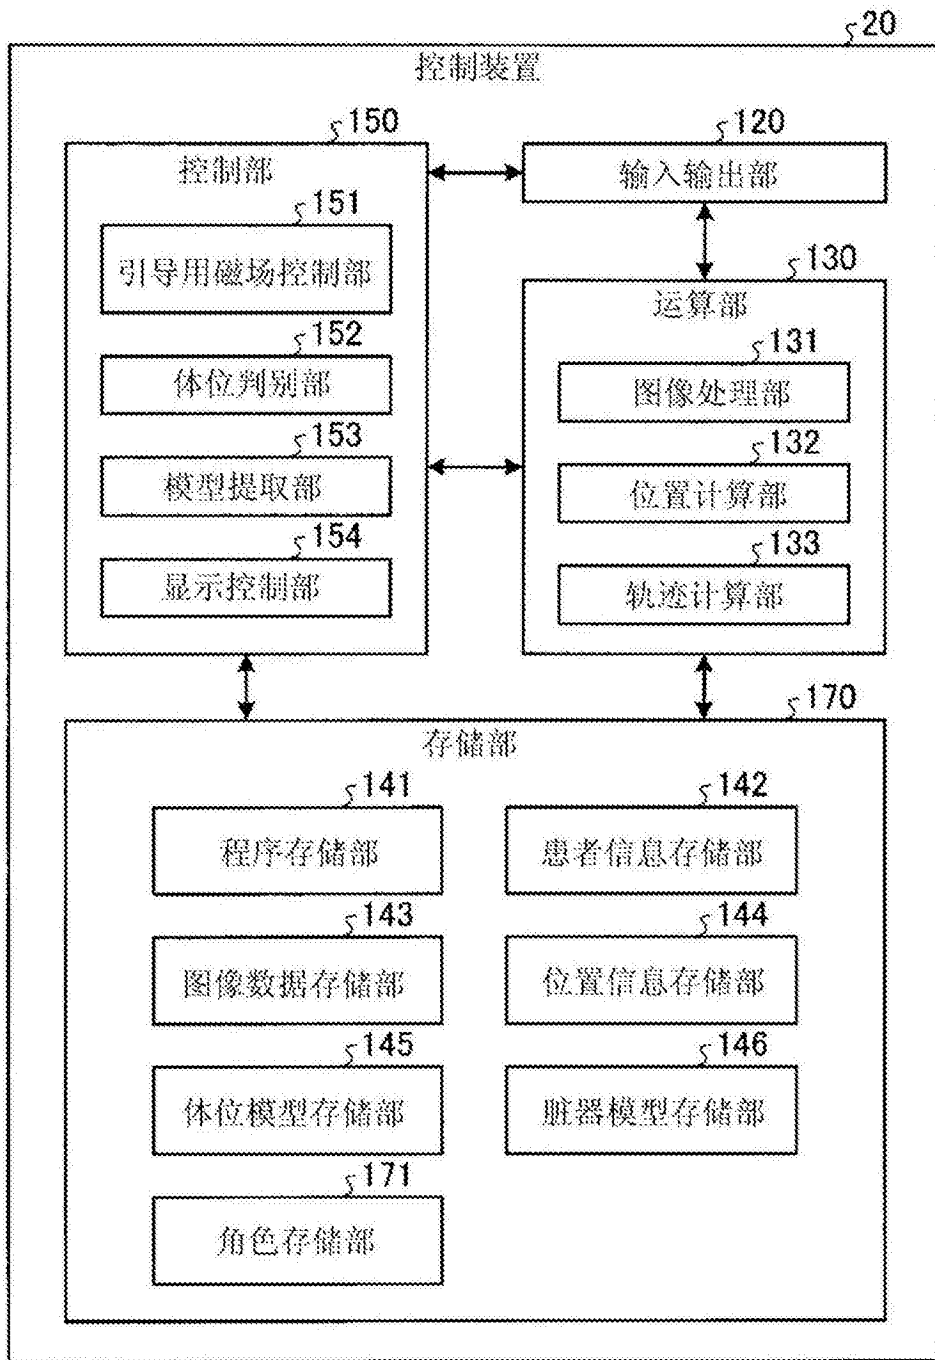 20
控制装置
150
控制部
151
引导用磁场控制部
152
体位判别部
153
模型提取部
154
显示控制部
120
输入输出部
130
运算部
131
图像处理部
132
位置计算部
133
轨迹计算部
170
存储部
141
程序存储部
142
患者信息存储部
143
图像数据存储部
144
位置信息存储部
145
体位模型存储部
146
脏器模型存储部
171
角色存储部